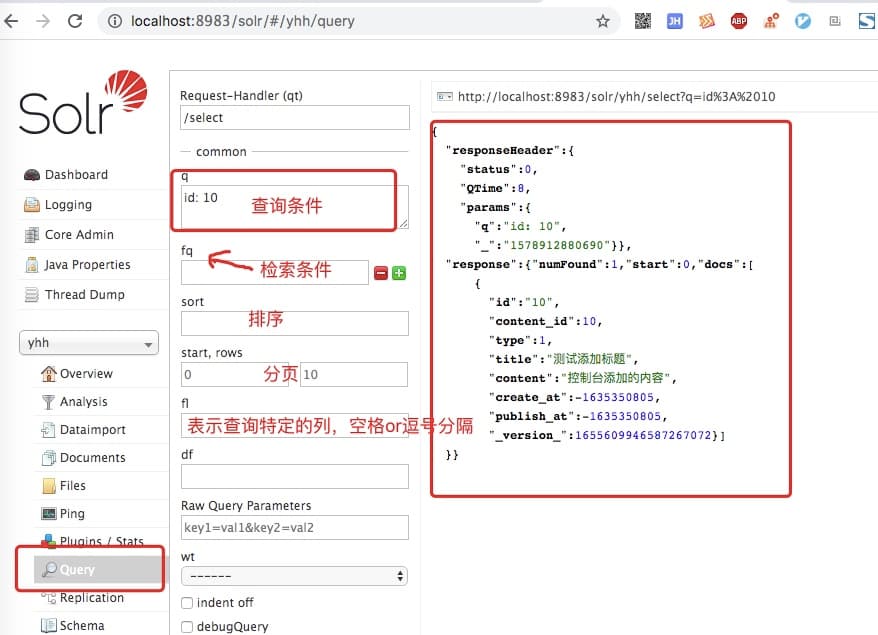 localhost:8983/solr/#/yhh/query
JH
ABP
Solr
Dashboard
Logging
Core Admin
Java Properties
Thread Dump
yhh
Overview
Analysis
Dataimport
Documents
Files
Ping
Plugins / Stats
Query
Replication
Schema
Request-Handler (qt)
/select
common
q
id: 10
查询条件
fq
检索条件
sort
排序
start, rows
0 分页 10
fl
表示查询特定的列，空格or逗号分隔
df
Raw Query Parameters
key1=val1&key2=val2
wt
------
indent off
debugQuery
http://localhost:8983/solr/yhh/select?q=id%3A%2010
{
"responseHeader":{
"status":0,
"QTime":8,
"params":{
"q":"id: 10",
"_":"1578912880690"}},
"response":{"numFound":1,"start":0,"docs":[
{
"id":"10",
"content_id":10,
"type":1,
"title":"测试添加标题",
"content":"控制台添加的内容",
"create_at":-1635350805,
"publish_at":-1635350805,
"_version_":1655609946587267072}]
}}